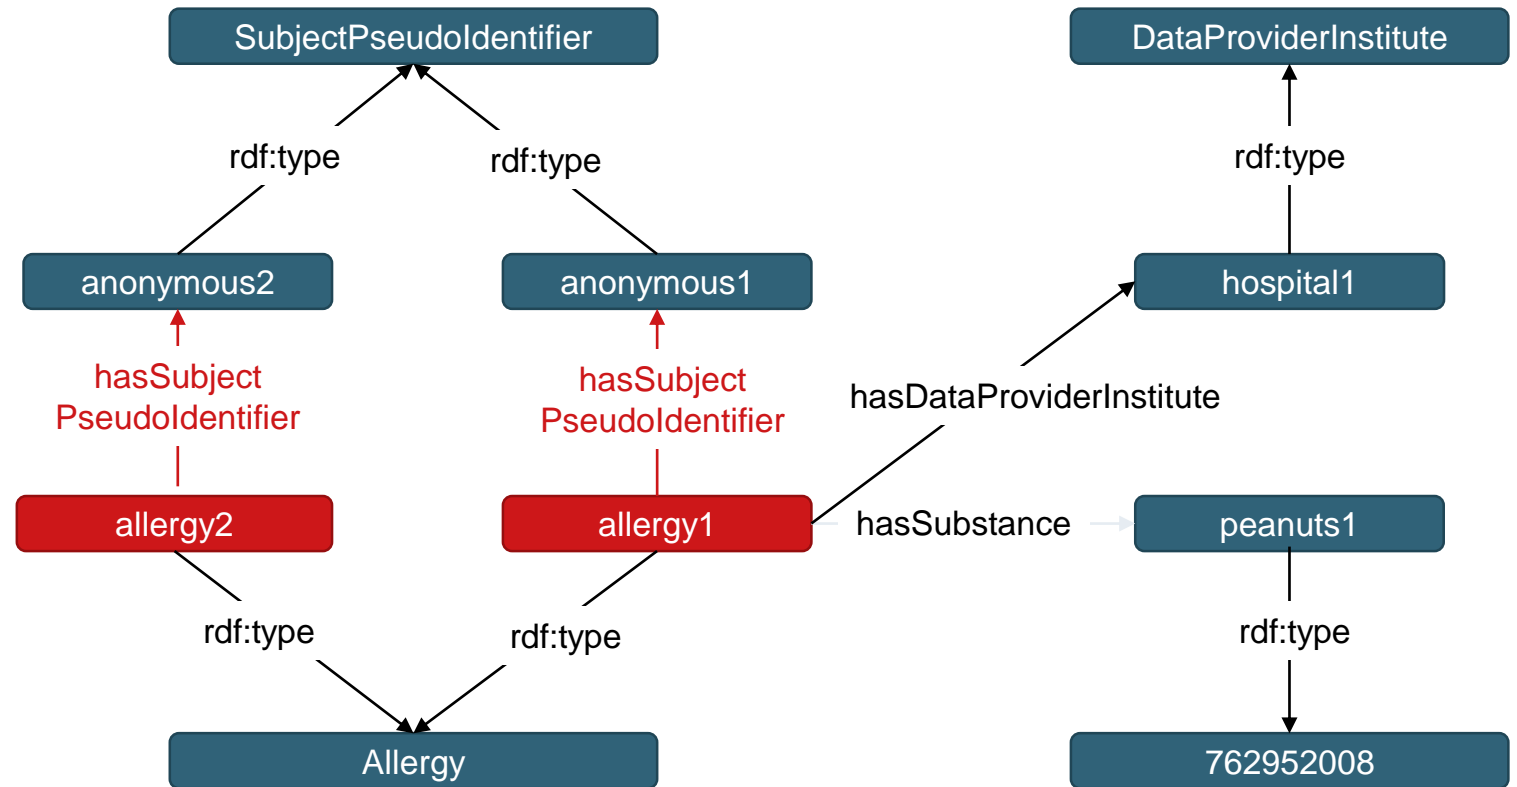 SubjectPseudoIdentifier
DataProviderInstitute
rdf:type
rdf:type
rdf:type
anonymous2
anonymous1
hospital1
hasSubject
PseudoIdentifier
hasSubject
PseudoIdentifier
hasDataProviderInstitute
allergy2
allergy1
hasSubstance
peanuts1
rdf:type
rdf:type
rdf:type
Allergy
762952008